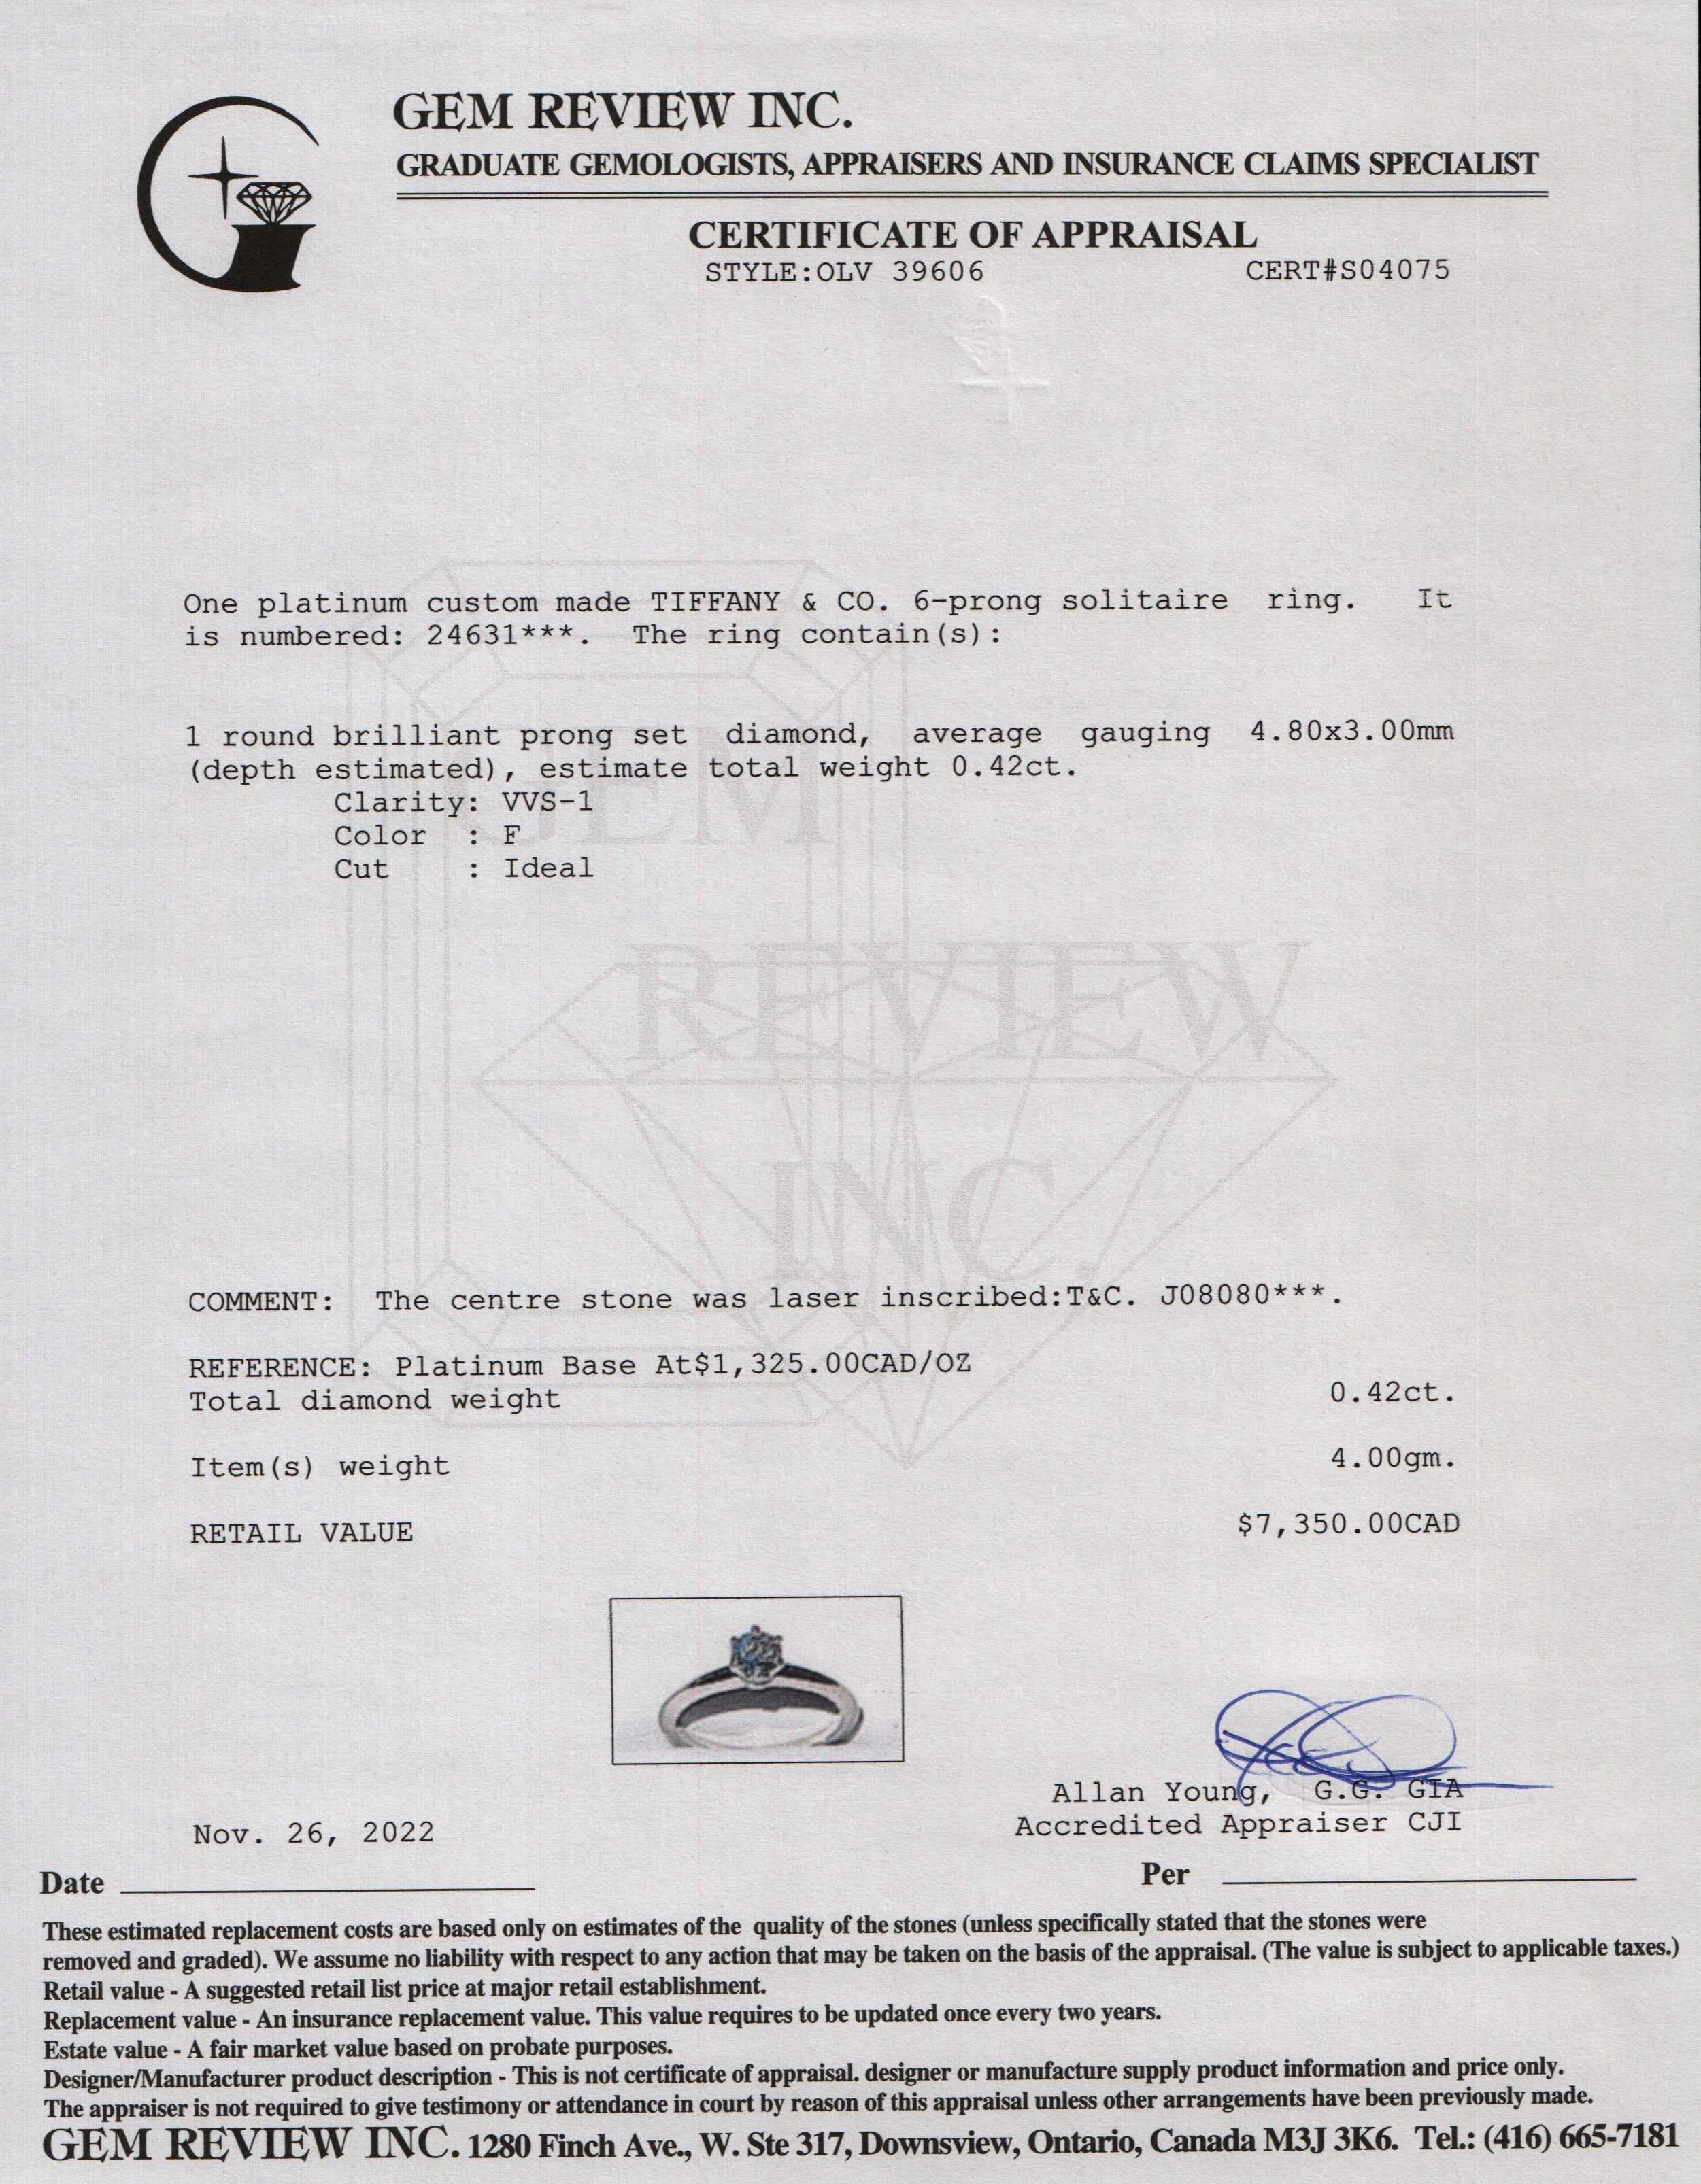 GEM REVIEW INC.
GRADUATE GEMOLOGISTS, APPRAISERS AND INSURANCE CLAIMS SPECIALIST
CERTIFICATE OF APPRAISAL
STYLE:OLV 39606 CERT#S04075
One platinum custom made TIFFANY & CO. 6-prong solitaire ring. It
is numbered: 24631***. The ring contain(s):
1 round brilliant prong set diamond, average gauging 4.80x3.00mm
(depth estimated), estimate total weight 0.42ct.
Clarity: VVS-1
Color : F
Cut : Ideal
GEM
REVIEW
INC.
COMMENT: The centre stone was laser inscribed:T&C. J08080***.
REFERENCE: Platinum Base At$1,325.00CAD/OZ
Total diamond weight 0.42ct.
Item(s) weight 4.00gm.
RETAIL VALUE $7,350.00CAD
Allan Young, G.G. GIA
Accredited Appraiser CJI
Nov. 26, 2022
Date Per
These estimated replacement costs are based only on estimates of the quality of the stones (unless specifically stated that the stones were
removed and graded). We assume no liability with respect to any action that may be taken on the basis of the appraisal. (The value is subject to applicable taxes.)
Retail value - A suggested retail list price at major retail establishment.
Replacement value - An insurance replacement value. This value requires to be updated once every two years.
Estate value - A fair market value based on probate purposes.
Designer/Manufacturer product description - This is not certificate of appraisal. designer or manufacture supply product information and price only.
The appraiser is not required to give testimony or attendance in court by reason of this appraisal unless other arrangements have been previously made.
GEM REVIEW INC. 1280 Finch Ave., W. Ste 317, Downsview, Ontario, Canada M3J 3K6. Tel.: (416) 665-7181